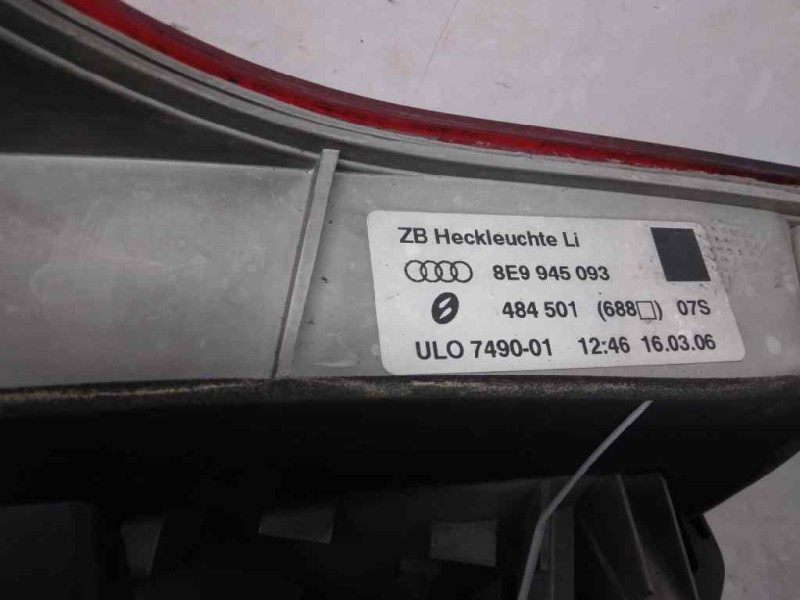 ZB Heckleuchte Li
8E9 945 093
484 501 (688□) 07S
ULO 7490-01 12:46 16.03.06